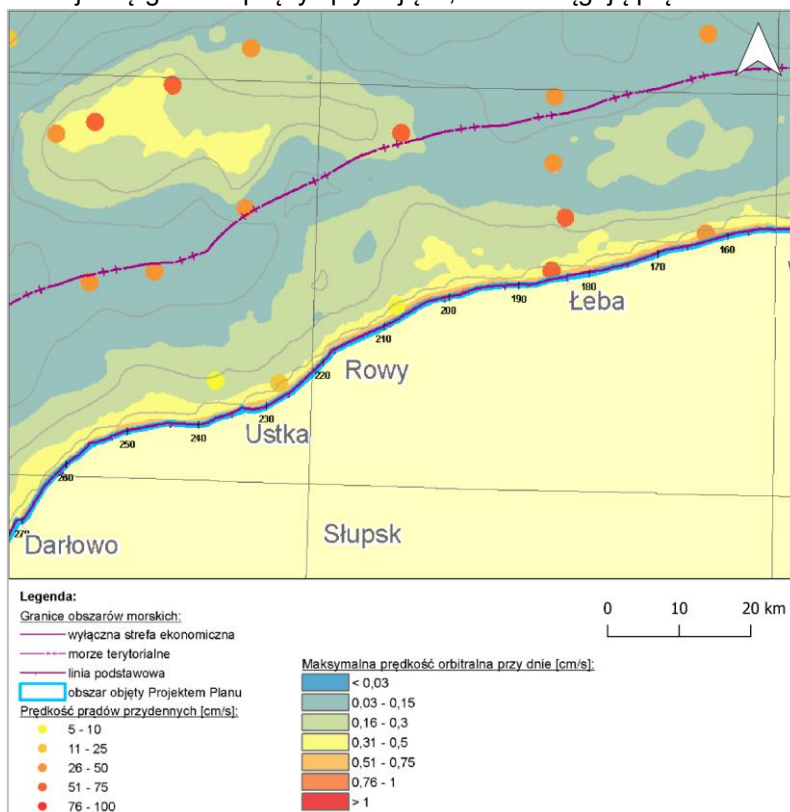 160
170
180
190
Łeba
200
210
Rowy
220
230
Ustka
240
250
260
Darłowo
Słupsk
Legenda:
Granice obszarów morskich:
wyłączna strefa ekonomiczna
morze terytorialne
linia podstawowa
obszar objęty Projektem Planu
Prędkość prądów przydennych [cm/s]:
5 - 10
11 - 25
26 - 50
51 - 75
76 - 100
0 10 20 km
Maksymalna prędkość orbitralna przy dnie [cm/s]:
< 0,03
0,03 - 0,15
0,16 - 0,3
0,31 - 0,5
0,51 - 0,75
0,76 - 1
> 1